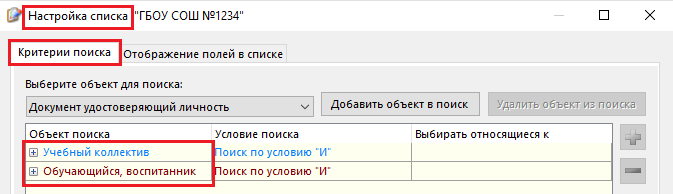 Настройка списка "ГБОУ СОШ №1234"
Критерии поиска Отображение полей в списке
Выберите объект для поиска:
Документ удостоверяющий личность Добавить объект в поиск Удалить объект из поиска
Объект поиска Условие поиска Выбирать относящиеся к
Учебный коллектив Поиск по условию "И"
Обучающийся, воспитанник Поиск по условию "И"